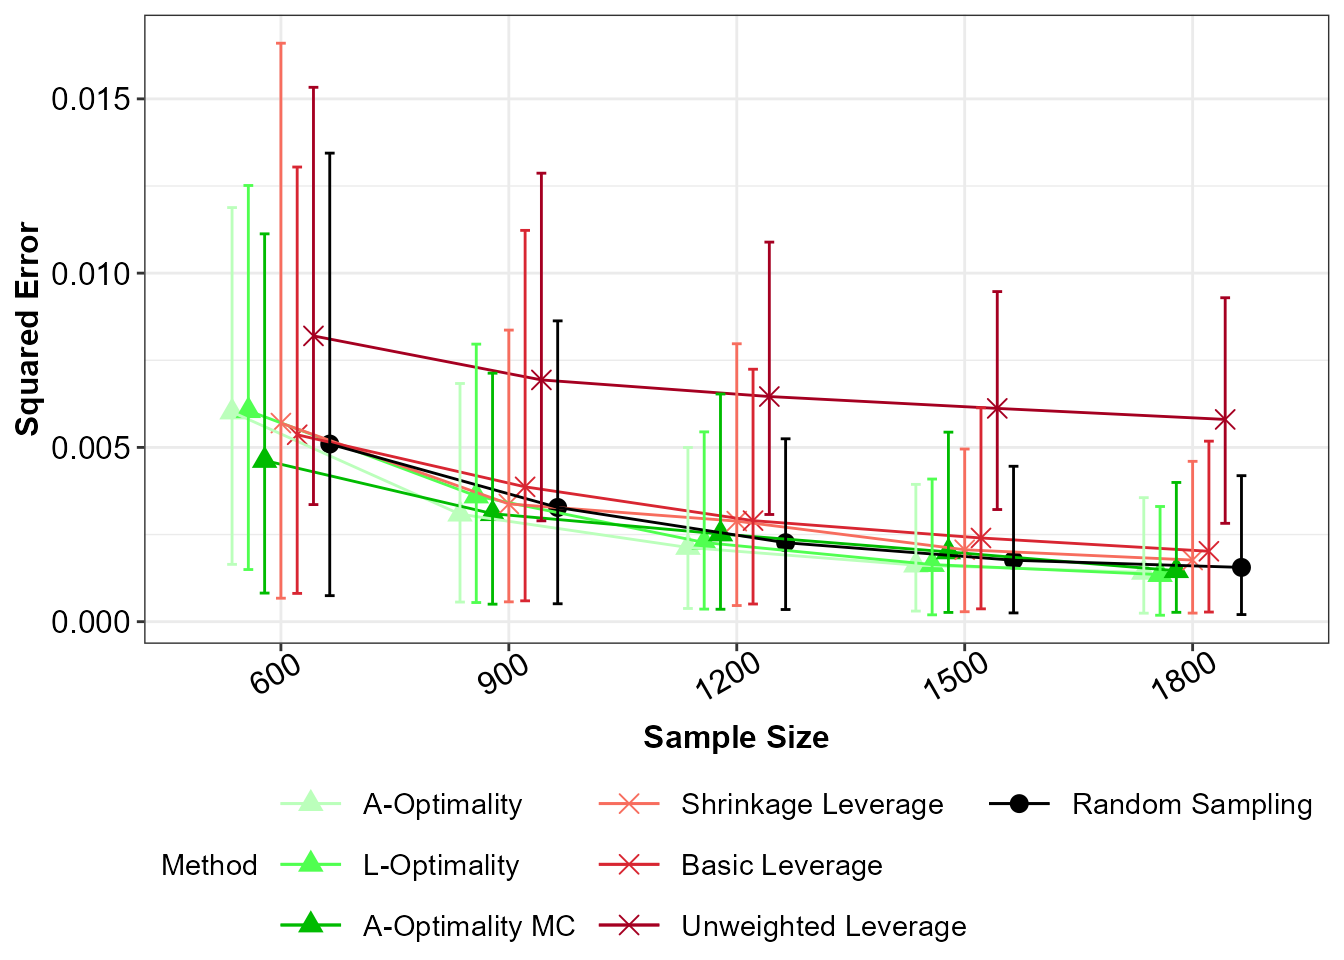 Squared Error
0.015
0.010
0.005
0.000
600 900 1200 1500 1800
Sample Size
Method
A-Optimality Shrinkage Leverage Random Sampling
L-Optimality Basic Leverage
A-Optimality MC Unweighted Leverage